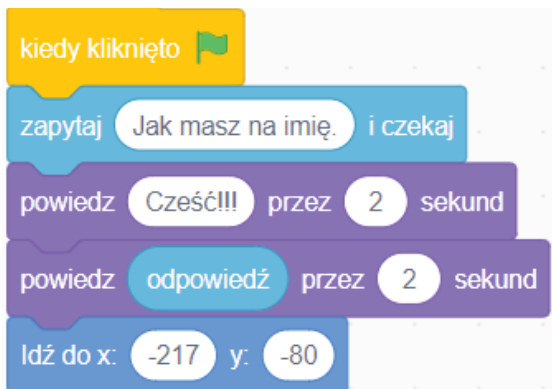 kiedy kliknięto
zapytaj Jak masz na imię. i czekaj
powiedz Cześć!!! przez 2 sekund
powiedz odpowiedź przez 2 sekund
Idź do x: -217 y: -80